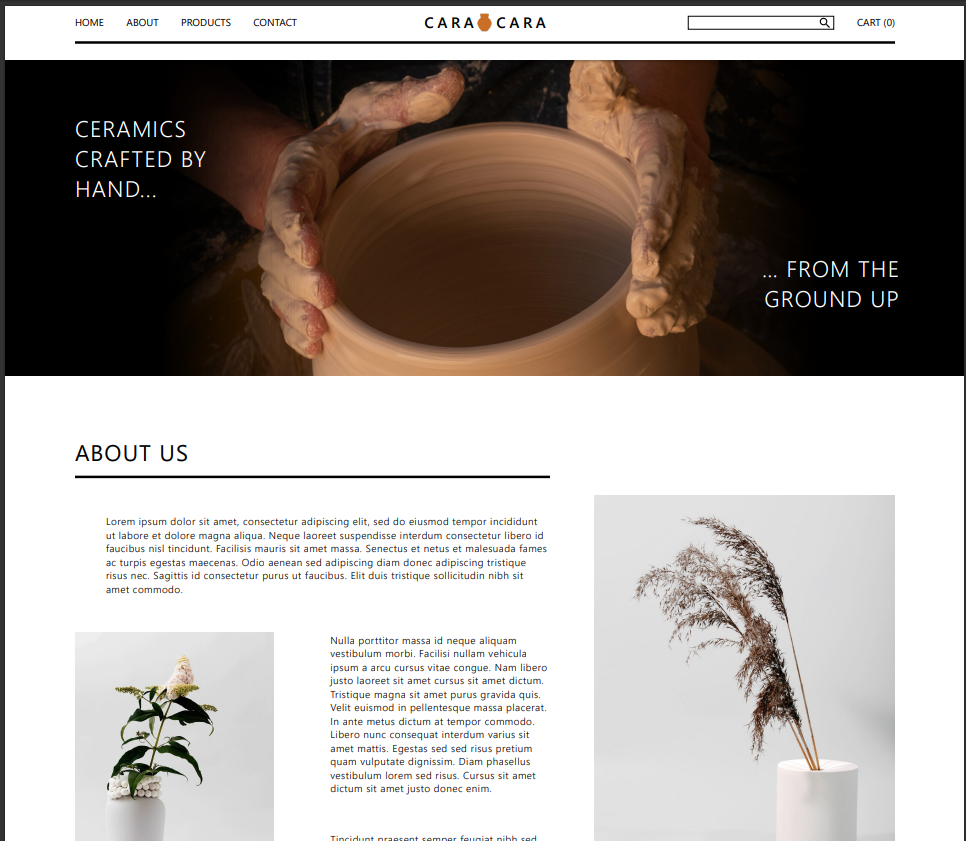 HOME ABOUT PRODUCTS CONTACT CARA CARA CART (0)
CERAMICS
CRAFTED BY
HAND...
... FROM THE
GROUND UP
ABOUT US
Lorem ipsum dolor sit amet, consectetur adipiscing elit, sed do eiusmod tempor incididunt
ut labore et dolore magna aliqua. Neque laoreet suspendisse interdum consectetur libero id
faucibus nisl tincidunt. Facilisis mauris sit amet massa. Senectus et netus et malesuada fames
ac turpis egestas maecenas. Odio aenean sed adipiscing diam donec adipiscing tristique
risus nec. Sagittis id consectetur purus ut faucibus. Elit duis tristique sollicitudin nibh sit
amet commodo.
Nulla porttitor massa id neque aliquam
vestibulum morbi. Facilisi nullam vehicula
ipsum a arcu cursus vitae congue. Nam libero
justo laoreet sit amet cursus sit amet dictum.
Tristique magna sit amet purus gravida quis.
Velit euismod in pellentesque massa placerat.
In ante metus dictum at tempor commodo.
Libero nunc consequat interdum varius sit
amet mattis. Egestas sed sed risus pretium
quam vulputate dignissim. Diam phasellus
vestibulum lorem sed risus. Cursus sit amet
dictum sit amet justo donec enim.
Tincidunt praesent semper feugiat nibh sed